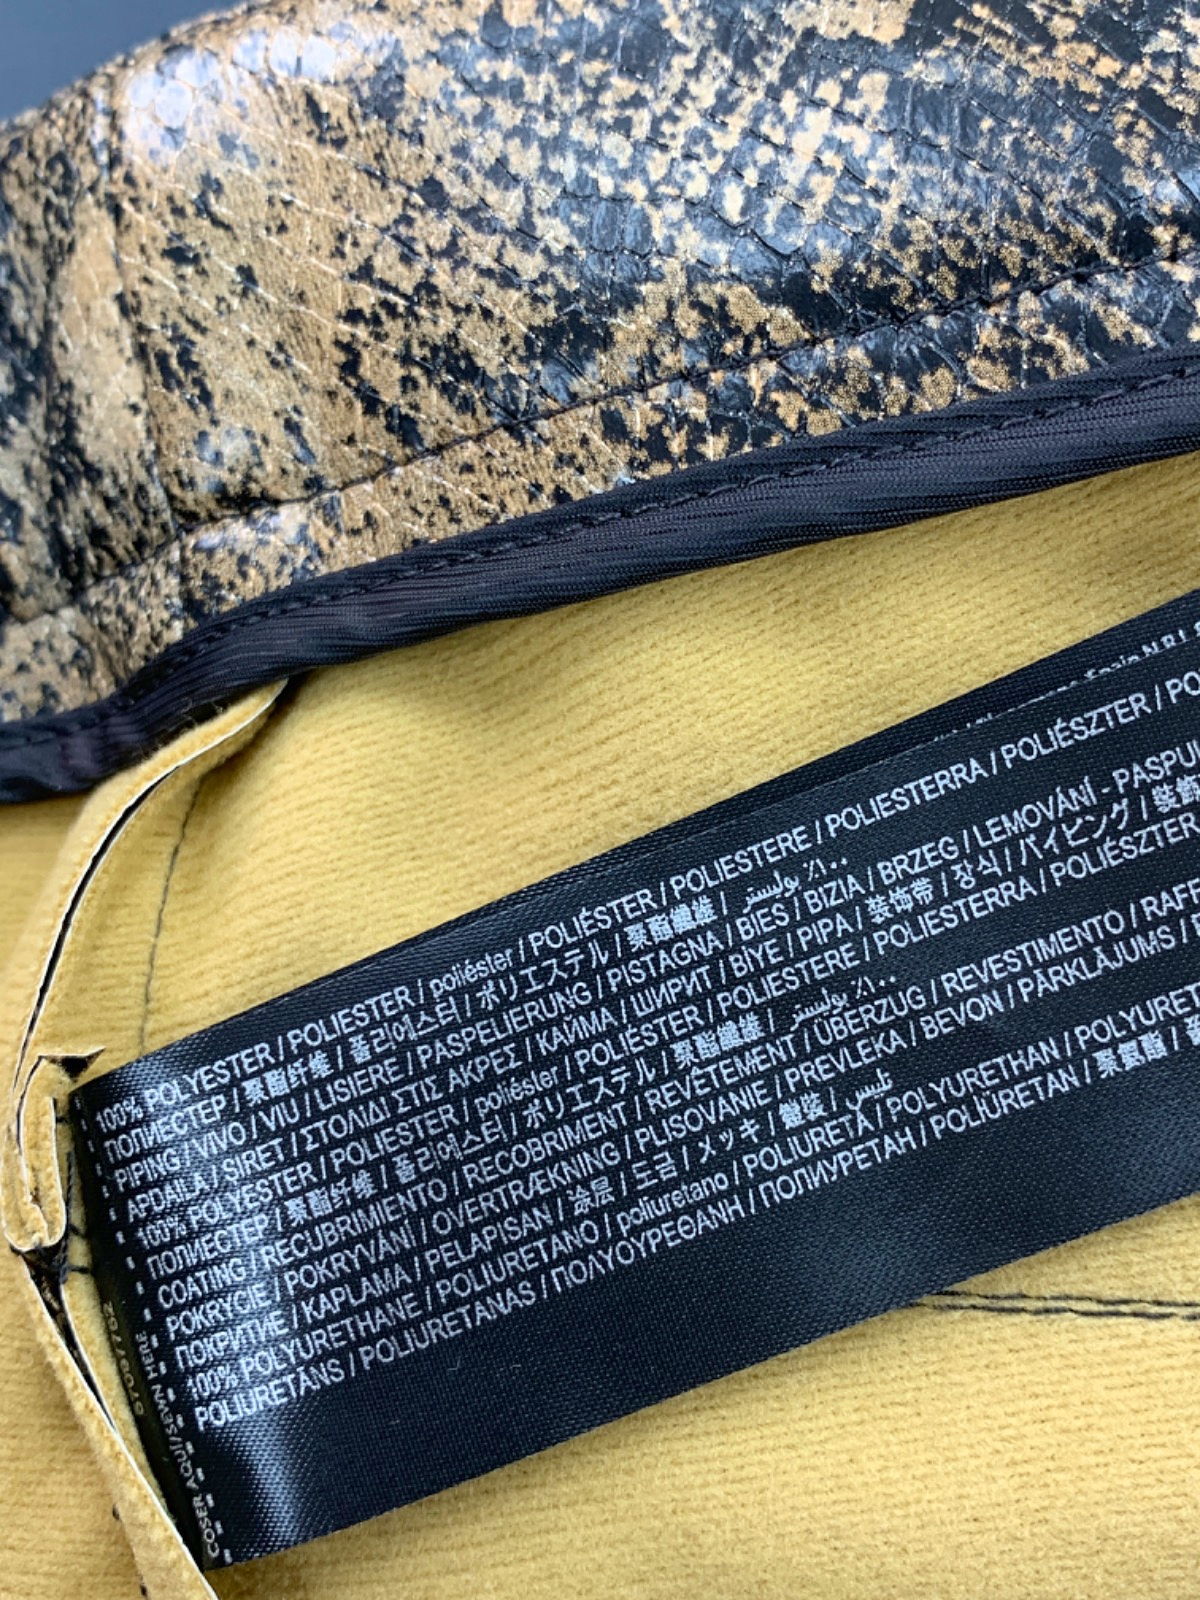 100% POLYESTER / POLIESTER / poliéster / POLIÉSTER / POLIESTERE / POLIESTERRA / POLIÉSZTER /
ПОЛИЕСТЕР / 聚酯纤维 / 폴리에스터 / ポリエステル / 聚酯纖維 / ٪١٠٠ بوليستر
PIPING / VIVO / VIU / LISIERE / PASPELIERUNG / PISTAGNA / BIES / BIZIA / BRZEG / LEMOVÁNÍ - PASPU
APDAILA / SIRET / ΣΤΟΛΙΔΙ ΣΤΙΣ ΑΚΡΕΣ / КАЙМА / ШИРИТ / BİYE / PIPA / 装饰带 / 장식 / パイピング / 裝飾
100% POLYESTER / POLIESTER / poliéster / POLIÉSTER / POLIESTERE / POLIESTERRA / POLIÉSZTER
ПОЛИЕСТЕР / 聚酯纤维 / 폴리에스터 / ポリエステル / 聚酯纖維 / ٪١٠٠ بوليستر
COATING / RECUBRIMIENTO / RECOBRIMENT / REVÊTEMENT / ÜBERZUG / REVESTIMENTO /
POKRYCIE / POKRYVÁNÍ / OVERTRÆKNING / PLISOVANIE / PREVLEKA / BEVON / PĀRKLĀJUMS /
ПОКРИТИЕ / KAPLAMA / PELAPISAN / 涂层 / 도금 / メッキ / 鍍裝 / تلبيس
100% POLYURETHANE / POLIURETANO / poliuretano / POLIURETÀ / POLYURETHAN / POLYURET
POLIURETĀNS / POLIURETANAS / ΠΟΛΥΟΥΡΕΘΑΝΗ / ПОЛИУРЕТАН / POLIÜRETAN / 聚氨酯 /
COSER AQUI/SEWN HERE